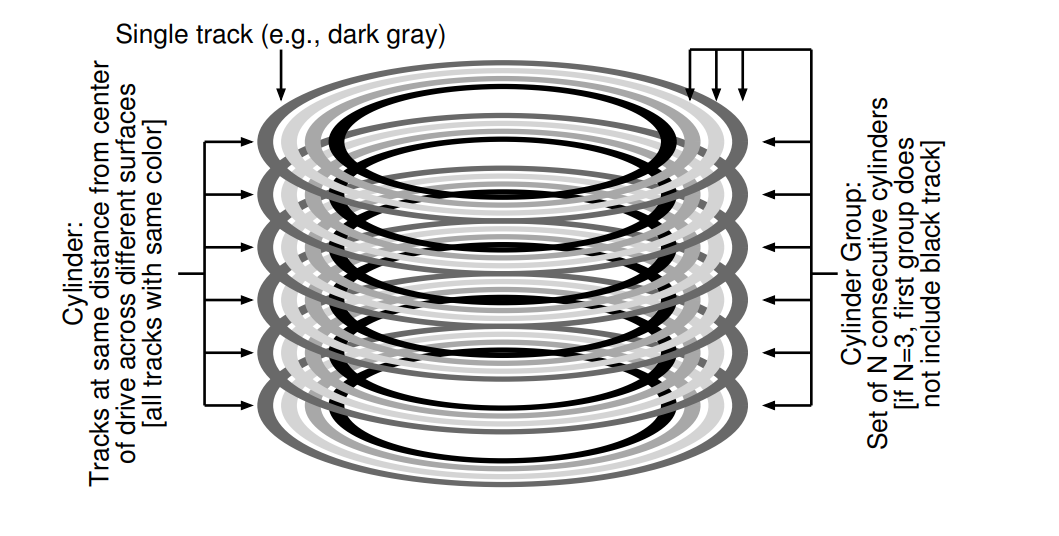 Single track (e.g., dark gray)
Cylinder:
Tracks at same distance from center
of drive across different surfaces
[all tracks with same color]
Cylinder Group:
Set of N consecutive cylinders
[if N=3, first group does
not include black track]